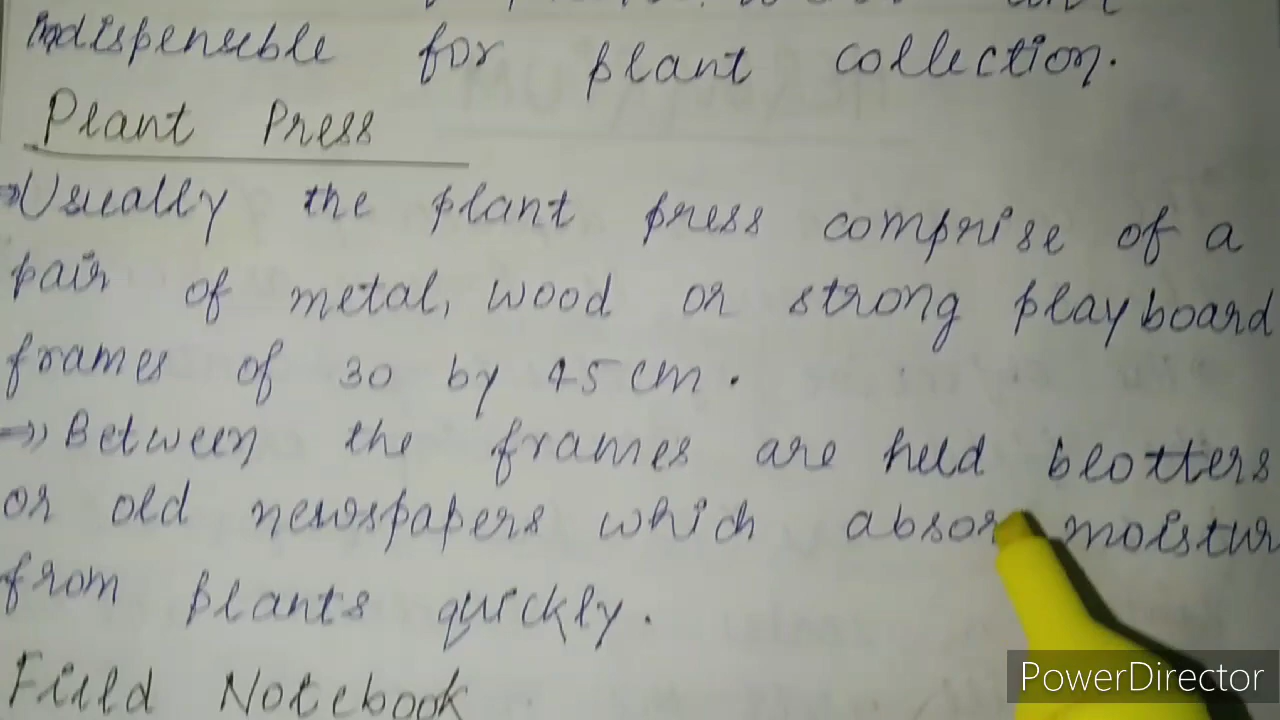 indispensible for plant collection.
Plant Press
⇒ Usually the plant press comprise of a
pair of metal, wood or strong playboard
frames of 30 by 45 cm.
⇒ Between the frames are held blotters
or old newspapers which absor moistur
from plants quickly.
Field Notebook
PowerDirector